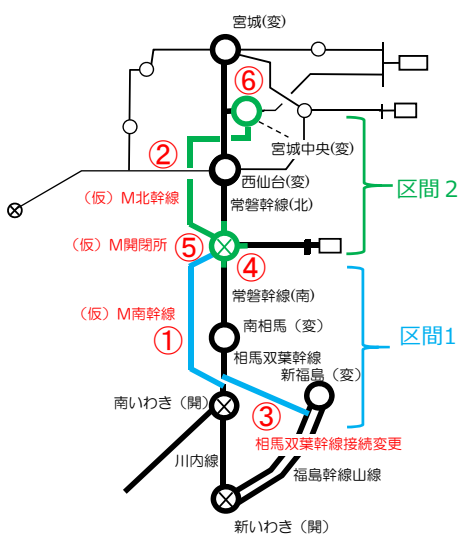 宮城(変)
⑥
宮城中央(変)
②
西仙台(変)
区間2
(仮) M北幹線
常磐幹線(北)
(仮) M開閉所
⑤
④
常磐幹線(南)
(仮) M南幹線
①
南相馬 (変)
区間1
相馬双葉幹線
新福島 (変)
南いわき (開)
③
相馬双葉幹線接続変更
川内線
福島幹線山線
新いわき (開)